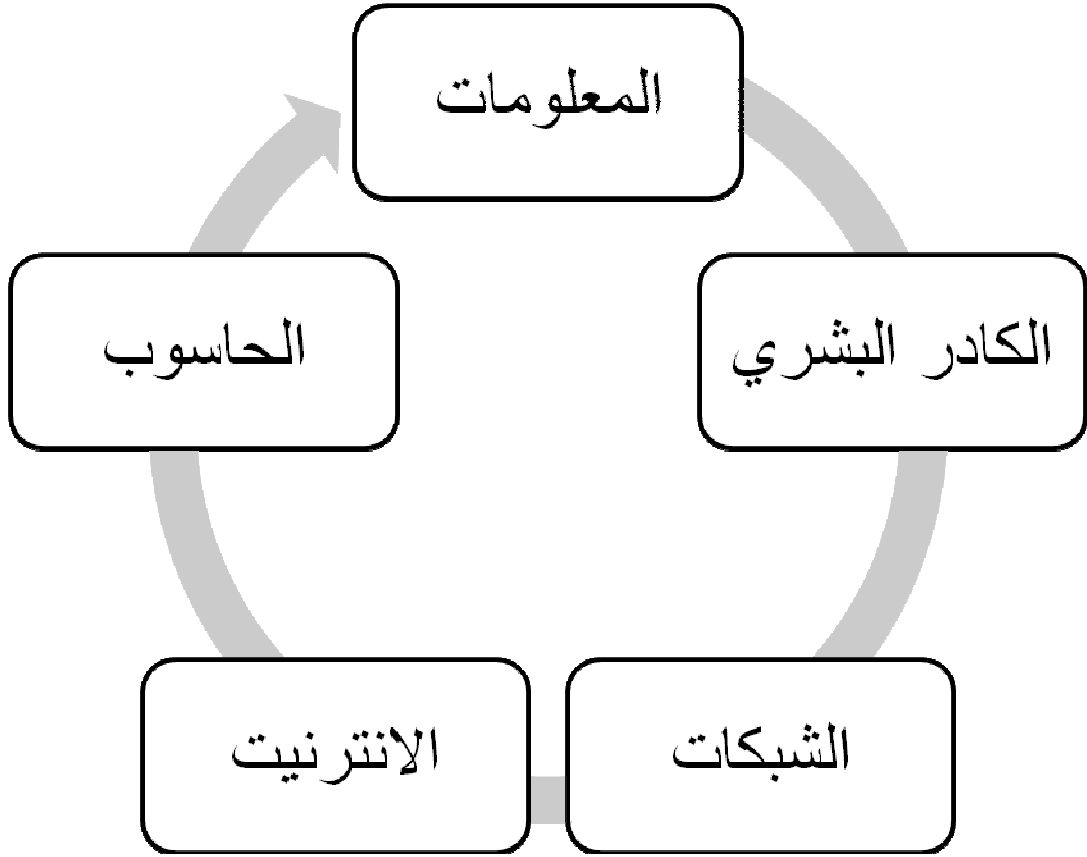 المعلومات
الكادر البشري
الشبكات
الانترنيت
الحاسوب